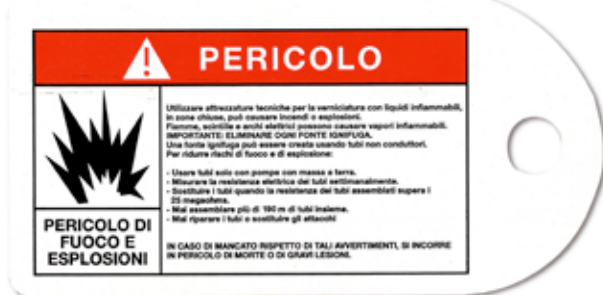 PERICOLO
PERICOLO DI
FUOCO E
ESPLOSIONI
Utilizzare attrezzature tecniche per la verniciatura con liquidi infiammabili,
in zone chiuse, può causare incendi o esplosioni.
Fiamme, scintille e archi elettrici possono causare vapori infiammabili.
IMPORTANTE: ELIMINARE OGNI FONTE IGNIFUGA.
Una fonte ignifuga può essere creata usando tubi non conduttori.
Per ridurre rischi di fuoco e di esplosione:
- Usare tubi solo con pompe con massa a terra.
- Misurare la resistenza elettrica dei tubi settimanalmente.
- Sostituire i tubi quando la resistenza dei tubi assemblati supera i
25 megaohms.
- Mai assemblare più di 190 m di tubi insieme.
- Mai riparare i tubi o sostituire gli attacchi
IN CASO DI MANCATO RISPETTO DI TALI AVVERTIMENTI, SI INCORRE
IN PERICOLO DI MORTE O DI GRAVI LESIONI.